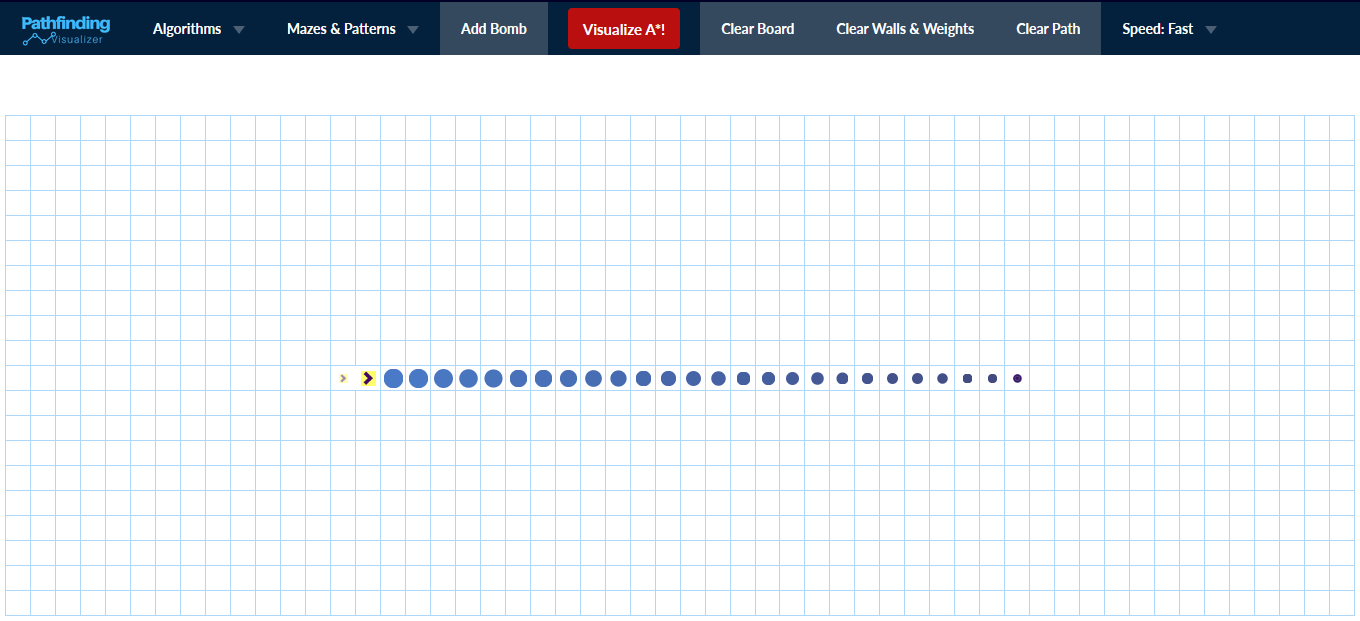 Pathfinding
Visualizer
Algorithms
Mazes & Patterns
Add Bomb
Visualize A*!
Clear Board
Clear Walls & Weights
Clear Path
Speed: Fast